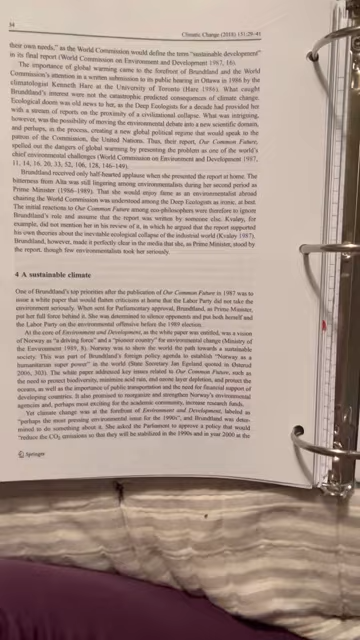 34
Climatic Change (2018) 151:29–41
their own needs," as the World Commission would define the term "sustainable development"
in its final report (World Commission on Environment and Development 1987, 16).
The importance of global warming came to the forefront of Brundtland and the World
Commission's attention in a written submission to its public hearing in Ottawa in 1986 by the
climatologist Kenneth Hare at the University of Toronto (Hare 1986). What caught
Brundtland's interest were not the catastrophic predicted consequences of climate change.
Ecological doom was old news to her, as the Deep Ecologists for a decade had provided her
with a stream of reports on the proximity of a civilizational collapse. What was intriguing,
however, was the possibility of moving the environmental debate into a new scientific domain,
and perhaps, in the process, creating a new global political regime that would speak to the
patron of the Commission, the United Nations. Thus, their report, Our Common Future,
spelled out the dangers of global warming by presenting the problem as one of the world's
chief environmental challenges (World Commission on Environment and Development 1987,
11, 14, 16, 20, 33, 52, 106, 128, 146–149).
Brundtland received only half-hearted applause when she presented the report at home. The
bitterness from Alta was still lingering among environmentalists during her second period as
Prime Minister (1986–1989). That she would enjoy fame as an environmentalist abroad
chairing the World Commission was understood among the Deep Ecologists as ironic, at best.
The initial reactions to Our Common Future among eco-philosophers were therefore to ignore
Brundtland's role and assume that the report was written by someone else. Kvaløy, for
example, did not mention her in his review of it, in which he argued that the report supported
his own theories about the inevitable ecological collapse of the industrial world (Kvaløy 1987).
Brundtland, however, made it perfectly clear in the media that she, as Prime Minister, stood by
the report, though few environmentalists took her seriously.
4 A sustainable climate
One of Brundtland's top priorities after the publication of Our Common Future in 1987 was to
issue a white paper that would flatten criticisms at home that the Labor Party did not take the
environment seriously. When sent for Parliamentary approval, Brundtland, as Prime Minister,
put her full force behind it. She was determined to silence opponents and put both herself and
the Labor Party on the environmental offensive before the 1989 election.
At the core of Environment and Development, as the white paper was entitled, was a vision
of Norway as "a driving force" and a "pioneer country" for environmental change (Ministry of
the Environment 1989, 8). Norway was to show the world the path towards a sustainable
society. This was part of Brundtland's foreign policy agenda to establish "Norway as a
humanitarian super power" in the world (State Secretary Jan Egeland quoted in Østerud
2006, 303). The white paper addressed key issues related to Our Common Future, such as
the need to protect biodiversity, minimize acid rain, end ozone layer depletion, and protect the
oceans, as well as the importance of public transportation and the need for financial support of
developing countries. It also promised to reorganize and strengthen Norway's environmental
agencies and, perhaps most exciting for the academic community, increase research funds.
Yet climate change was at the forefront of Environment and Development, labeled as
"perhaps the most pressing environmental issue for the 1990s", and Brundtland was deter-
mined to do something about it. She asked the Parliament to approve a policy that would
"reduce the CO2 emissions so that they will be stabilized in the 1990s and in year 2000 at the
Springer